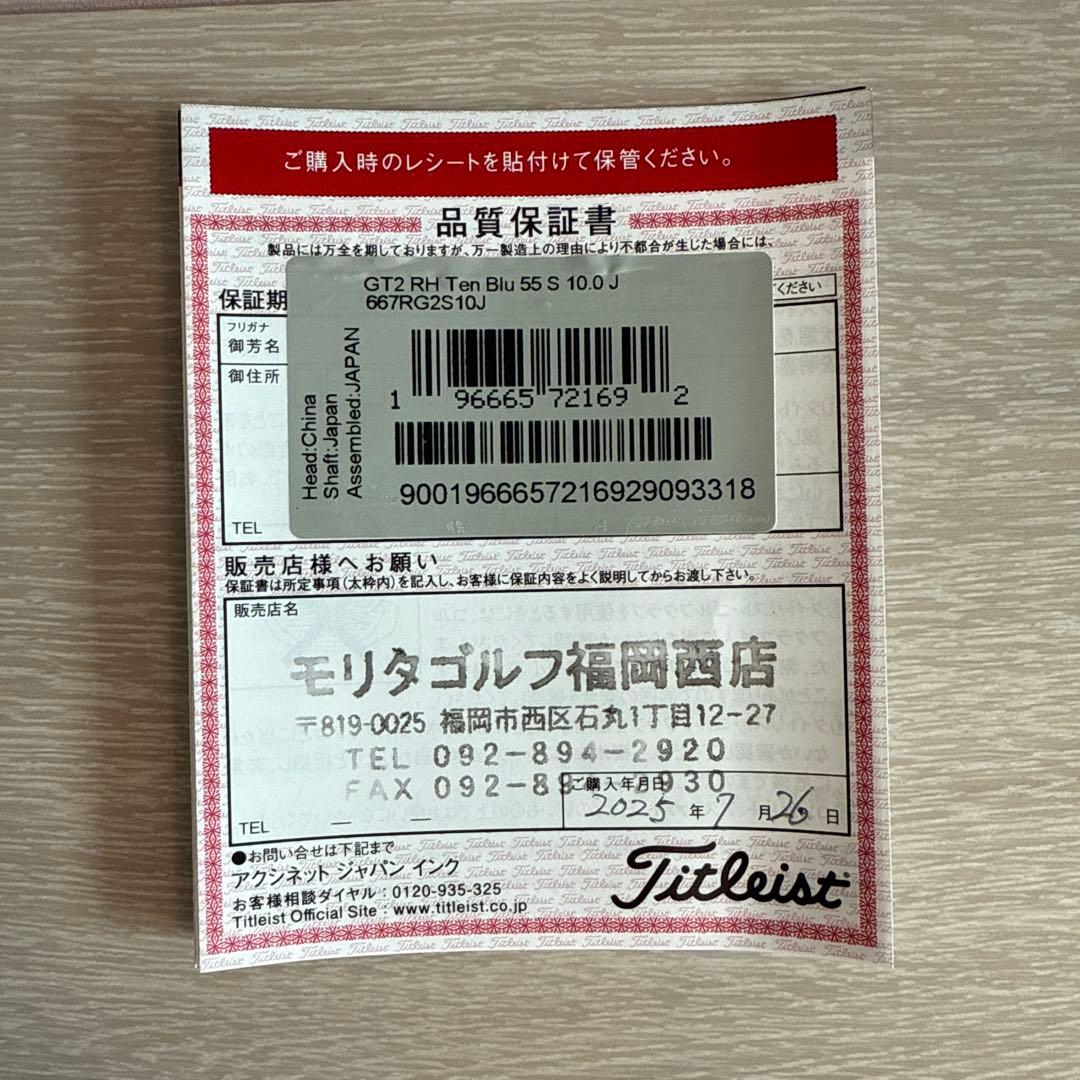 ご購入時のレシートを貼付けて保管ください。
品質保証書
製品には万全を期しておりますが、万一製造上の理由により不都合が生じた場合には、
保証期
ください
フリガナ
御芳名
御住所
TEL
GT2 RH Ten Blu 55 S 10.0 J
667RG2S10J
Head:China
Shaft:Japan
Assembled:JAPAN
1 96665 72169 2
9001966657216929093318
販売店様へお願い
保証書は所定事項(太枠内)を記入し、お客様に保証内容をよく説明してからお渡し下さい。
販売店名
モリタゴルフ福岡西店
〒819-0025 福岡市西区石丸1丁目12-27
TEL 092-894-2920
FAX 092-89 930
ご購入年月日
2025 年 7 月 26 日
TEL — —
●お問い合せは下記まで
アクシネット ジャパン インク
お客様相談ダイヤル:0120-935-325
Titleist Official Site:www.titleist.co.jp
Titleist